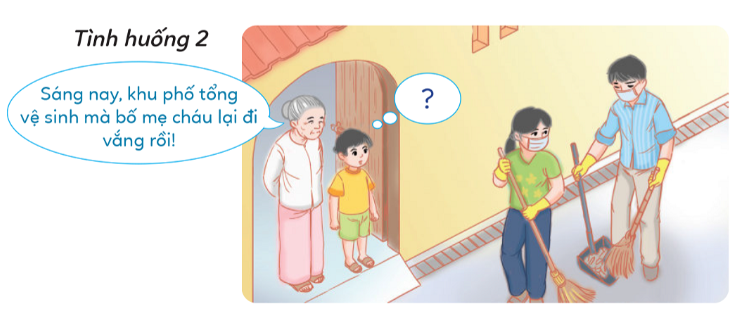 Tình huống 2
Sáng nay, khu phố tổng
vệ sinh mà bố mẹ cháu lại đi
vắng rồi!
?